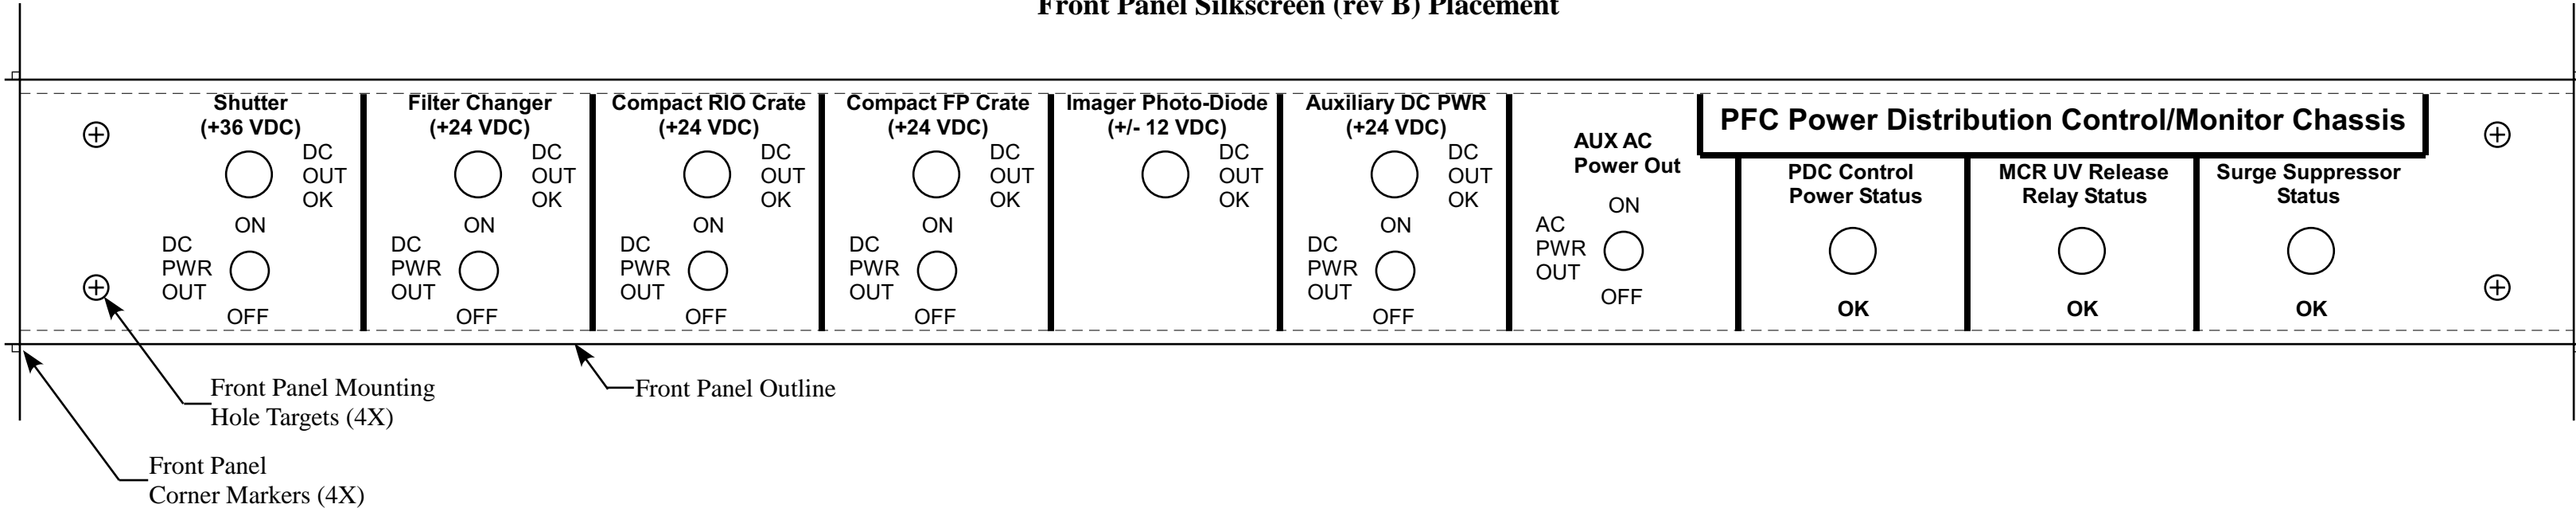 Front Panel Silkscreen (rev B) Placement
Shutter
(+36 VDC)
DC
OUT
OK
ON
DC
PWR
OUT
OFF
Filter Changer
(+24 VDC)
DC
OUT
OK
ON
DC
PWR
OUT
OFF
Compact RIO Crate
(+24 VDC)
DC
OUT
OK
ON
DC
PWR
OUT
OFF
Compact FP Crate
(+24 VDC)
DC
OUT
OK
ON
DC
PWR
OUT
OFF
Imager Photo-Diode
(+/- 12 VDC)
DC
OUT
OK
Auxiliary DC PWR
(+24 VDC)
DC
OUT
OK
ON
DC
PWR
OUT
OFF
AUX AC
Power Out
ON
AC
PWR
OUT
OFF
PFC Power Distribution Control/Monitor Chassis
PDC Control
Power Status
OK
MCR UV Release
Relay Status
OK
Surge Suppressor
Status
OK
Front Panel Mounting
Hole Targets (4X)
Front Panel Outline
Front Panel
Corner Markers (4X)